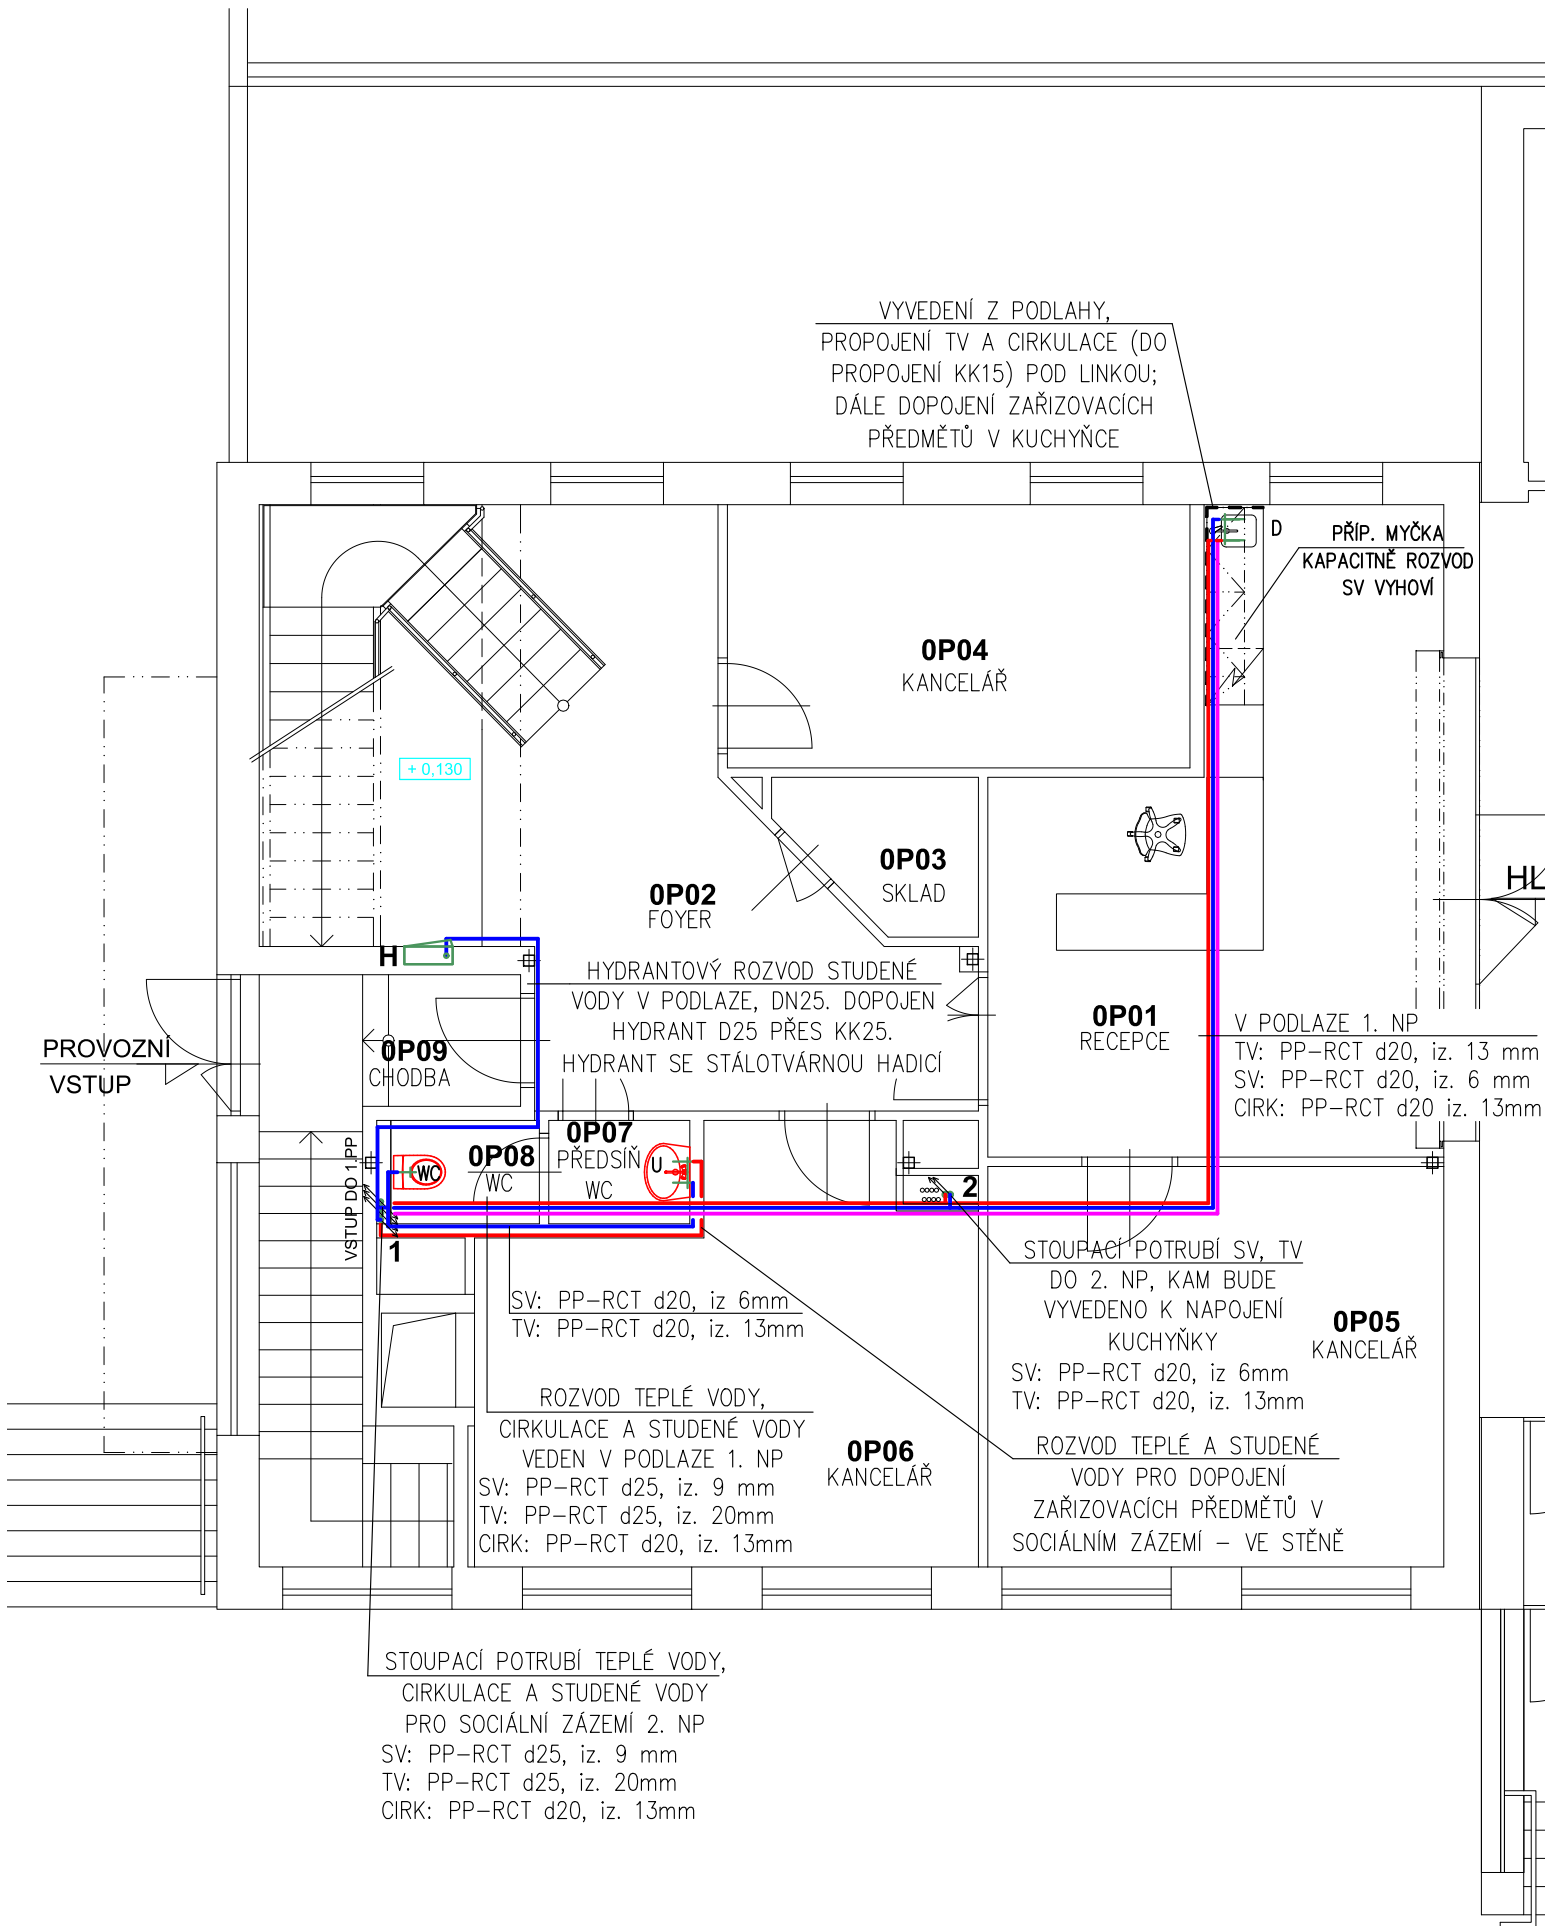 VYVEDENÍ Z PODLAHY,
PROPOJENÍ TV A CIRKULACE (DO
PROPOJENÍ KK15) POD LINKOU;
DÁLE DOPOJENÍ ZAŘIZOVACÍCH
PŘEDMĚTŮ V KUCHYŇCE
D
PŘÍP. MYČKA
KAPACITNĚ ROZVOD
SV VYHOVÍ
0P04
KANCELÁŘ
+ 0,130
0P03
SKLAD
0P02
FOYER
HL
H
HYDRANTOVÝ ROZVOD STUDENÉ
VODY V PODLAZE, DN25. DOPOJEN
HYDRANT D25 PŘES KK25.
HYDRANT SE STÁLOTVÁRNOU HADICÍ
0P01
RECEPCE
V PODLAZE 1. NP
TV: PP-RCT d20, iz. 13 mm
SV: PP-RCT d20, iz. 6 mm
CIRK: PP-RCT d20 iz. 13mm
PROVOZNÍ
VSTUP
0P09
CHODBA
0P07
PŘEDSÍŇ
WC
U
0P08
WC
WC
VSTUP DO 1.PP
1
2
STOUPACÍ POTRUBÍ SV, TV
DO 2. NP, KAM BUDE
VYVEDENO K NAPOJENÍ
KUCHYŇKY
SV: PP-RCT d20, iz 6mm
TV: PP-RCT d20, iz. 13mm
0P05
KANCELÁŘ
SV: PP-RCT d20, iz 6mm
TV: PP-RCT d20, iz. 13mm
ROZVOD TEPLÉ VODY,
CIRKULACE A STUDENÉ VODY
VEDEN V PODLAZE 1. NP
SV: PP-RCT d25, iz. 9 mm
TV: PP-RCT d25, iz. 20mm
CIRK: PP-RCT d20, iz. 13mm
0P06
KANCELÁŘ
ROZVOD TEPLÉ A STUDENÉ
VODY PRO DOPOJENÍ
ZAŘIZOVACÍCH PŘEDMĚTŮ V
SOCIÁLNÍM ZÁZEMÍ – VE STĚNĚ
STOUPACÍ POTRUBÍ TEPLÉ VODY,
CIRKULACE A STUDENÉ VODY
PRO SOCIÁLNÍ ZÁZEMÍ 2. NP
SV: PP-RCT d25, iz. 9 mm
TV: PP-RCT d25, iz. 20mm
CIRK: PP-RCT d20, iz. 13mm